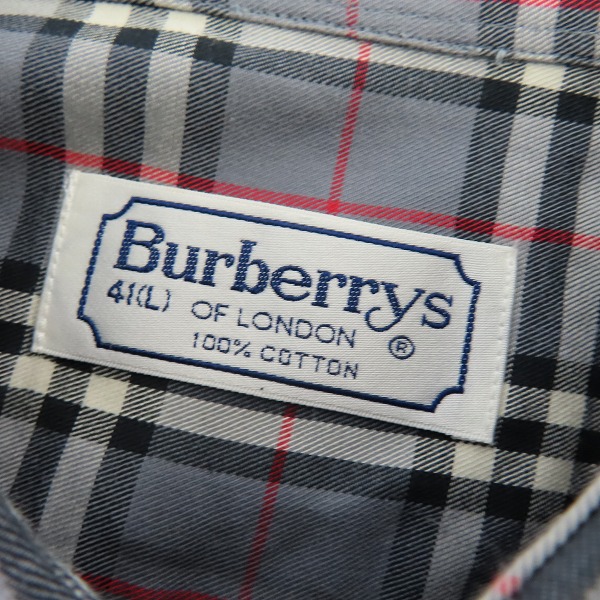 Burberrys
41(L) OF LONDON ®
100% COTTON